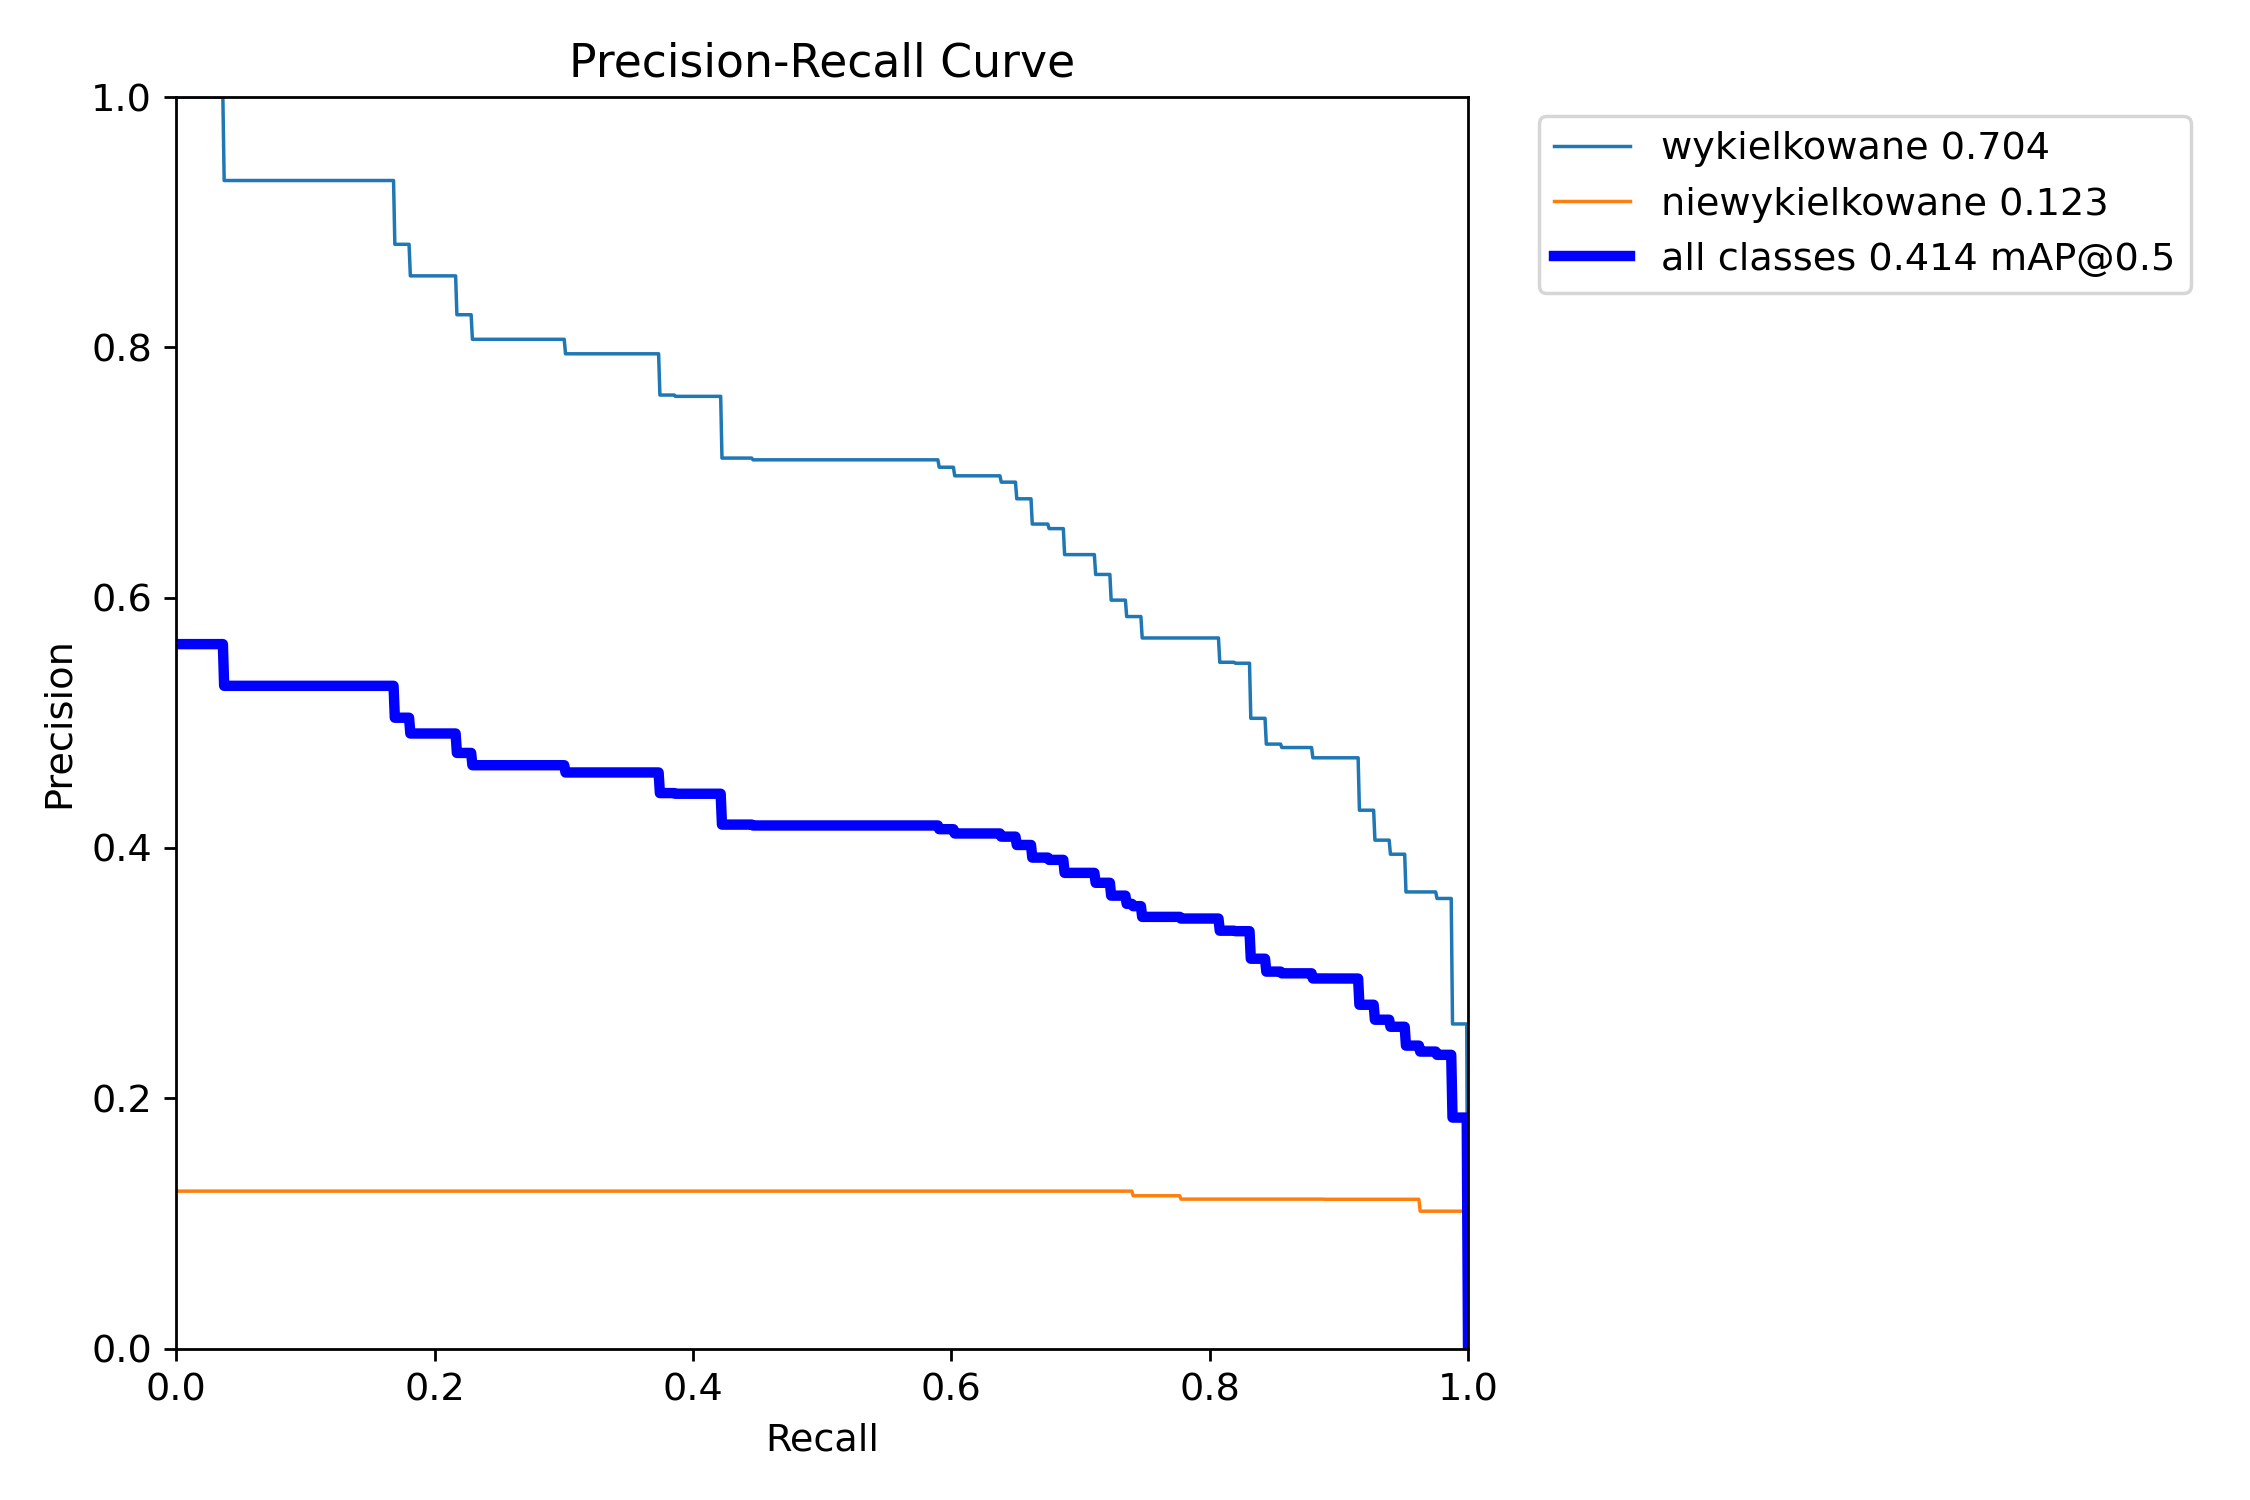 Precision-Recall Curve
1.0
0.8
0.6
0.4
0.2
0.0
Precision
0.0 0.2 0.4 0.6 0.8 1.0
Recall
wykielkowane 0.704
niewykielkowane 0.123
all classes 0.414 mAP@0.5